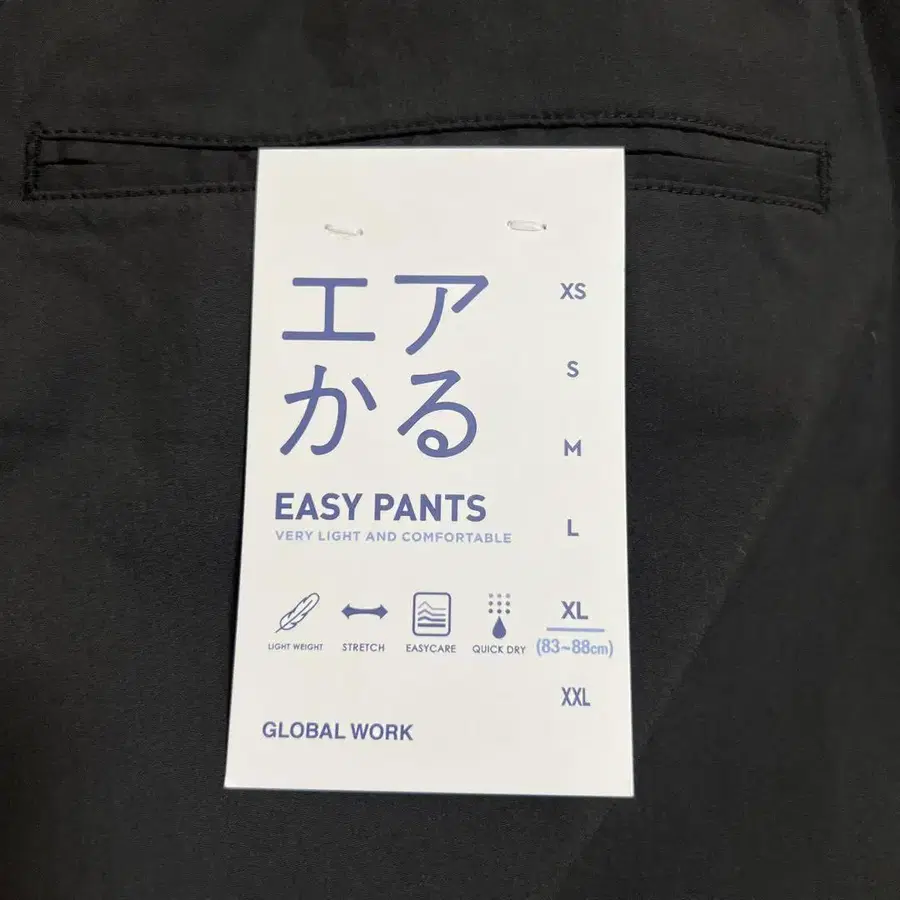 エア
かる
EASY PANTS
VERY LIGHT AND COMFORTABLE
LIGHT WEIGHT
STRETCH
EASYCARE
QUICK DRY
GLOBAL WORK
XS
S
M
L
XL
(83~88cm)
XXL